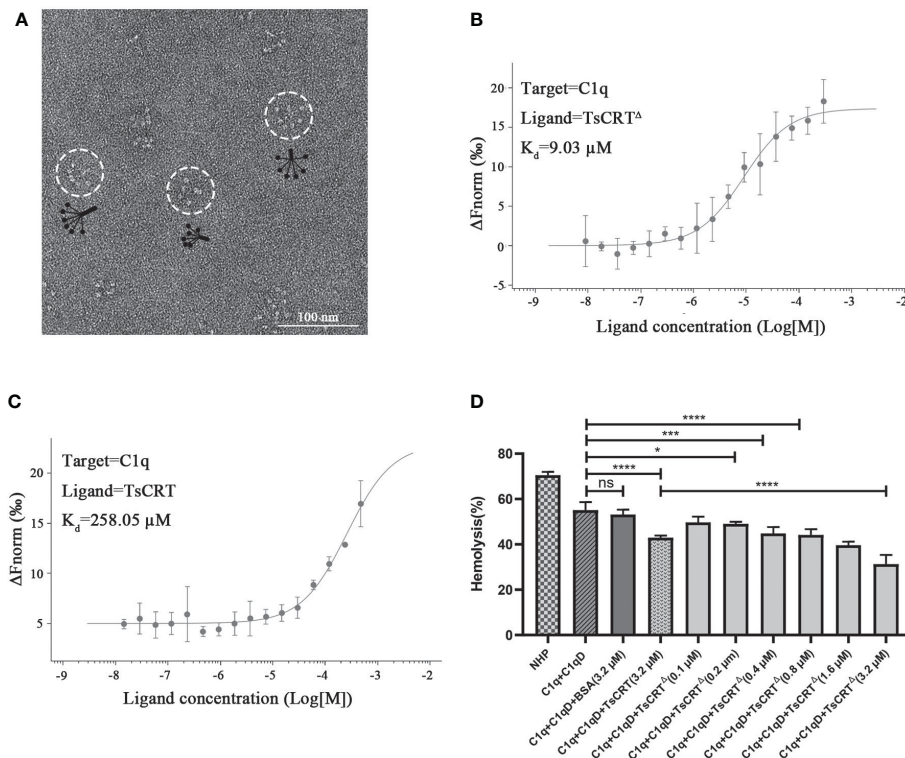 A
100 nm
B
Target=C1q
Ligand=TsCRTΔ
Kd=9.03 μM
ΔFnorm (‰)
20
15
10
5
0
-5
-9 -8 -7 -6 -5 -4 -3 -2
Ligand concentration (Log[M])
C
Target=C1q
Ligand=TsCRT
Kd=258.05 μM
ΔFnorm (‰)
20
15
10
5
-9 -8 -7 -6 -5 -4 -3 -2
Ligand concentration (Log[M])
D
****
***
*
****
****
ns
Hemolysis(%)
80
60
40
20
0
NHP
C1q+C1qD
C1q+C1qD+BSA(3.2 μM)
C1q+C1qD+TsCRT(3.2 μM)
C1q+C1qD+TsCRTΔ(0.1 μM)
C1q+C1qD+TsCRTΔ(0.2 μm)
C1q+C1qD+TsCRTΔ(0.4 μM)
C1q+C1qD+TsCRTΔ(0.8 μM)
C1q+C1qD+TsCRTΔ(1.6 μM)
C1q+C1qD+TsCRTΔ(3.2 μM)